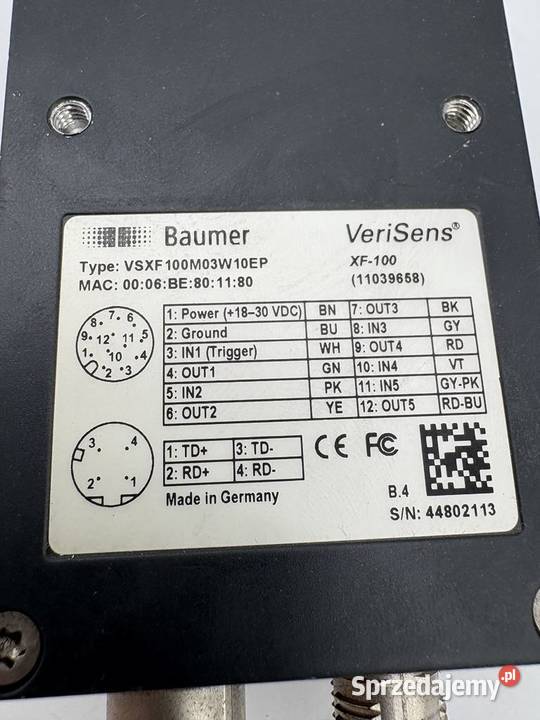 Baumer
VeriSens®
Type: VSXF100M03W10EP
XF-100
MAC: 00:06:BE:80:11:80
(11039658)
8 7 6
9 12 11 5
1 10 4
2 3
1: Power (+18–30 VDC) BN 7: OUT3 BK
2: Ground BU 8: IN3 GY
3: IN1 (Trigger) WH 9: OUT4 RD
4: OUT1 GN 10: IN4 VT
5: IN2 PK 11: IN5 GY-PK
6: OUT2 YE 12: OUT5 RD-BU
3 4
2 1
1: TD+ 3: TD-
2: RD+ 4: RD-
CE FC
Made in Germany
B.4
S/N: 44802113
Sprzedajemy.pl